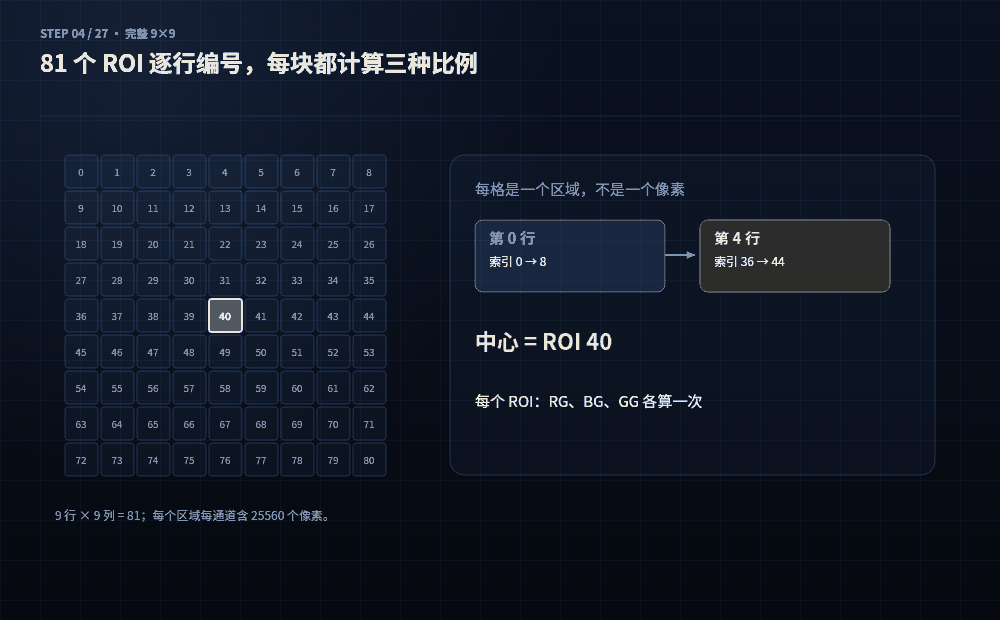 STEP 04 / 27 · 完整 9×9
81 个 ROI 逐行编号，每块都计算三种比例
0 1 2 3 4 5 6 7 8
9 10 11 12 13 14 15 16 17
18 19 20 21 22 23 24 25 26
27 28 29 30 31 32 33 34 35
36 37 38 39 40 41 42 43 44
45 46 47 48 49 50 51 52 53
54 55 56 57 58 59 60 61 62
63 64 65 66 67 68 69 70 71
72 73 74 75 76 77 78 79 80
9 行 × 9 列 = 81；每个区域每通道含 25560 个像素。
每格是一个区域，不是一个像素
第 0 行
索引 0 → 8
第 4 行
索引 36 → 44
中心 = ROI 40
每个 ROI：RG、BG、GG 各算一次